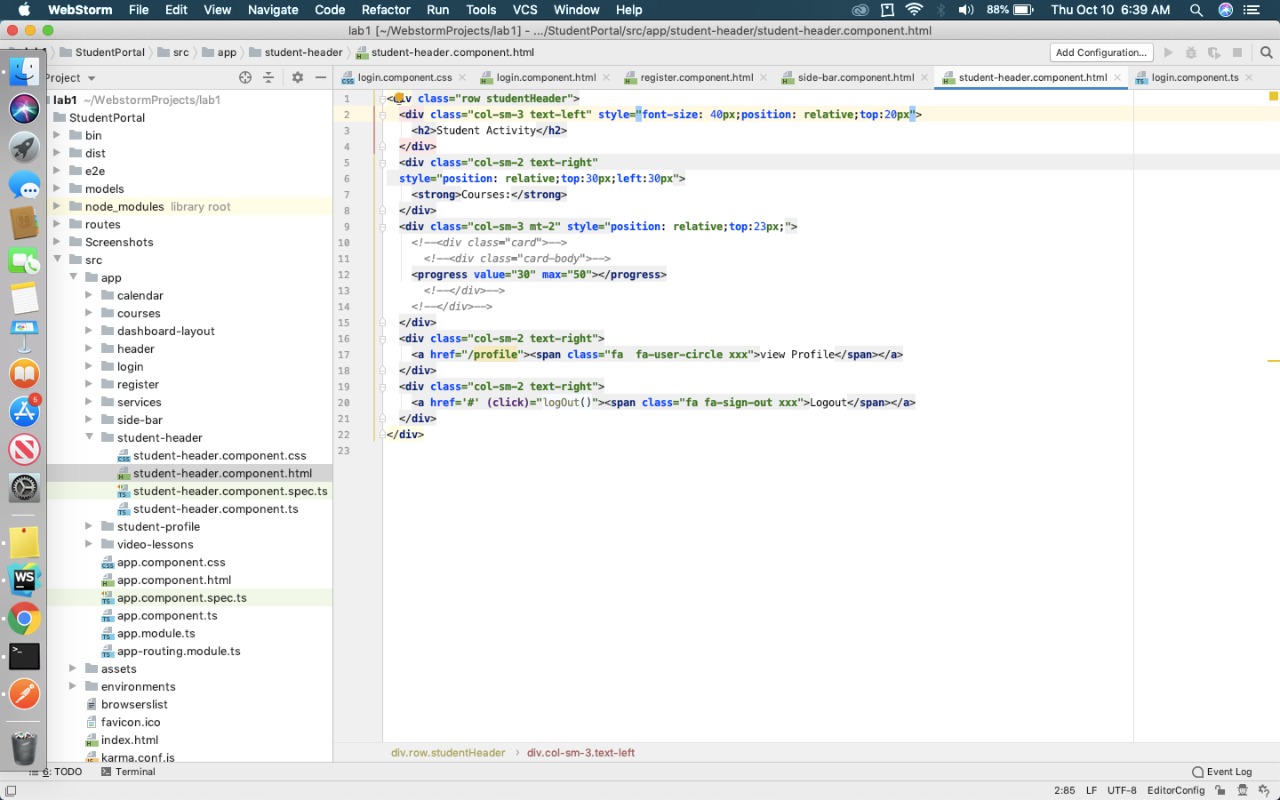 WebStorm File Edit View Navigate Code Refactor Run Tools VCS Window Help 88% Thu Oct 10 6:39 AM
lab1 [~/WebstormProjects/lab1] - .../StudentPortal/src/app/student-header/student-header.component.html
StudentPortal src app student-header student-header.component.html Add Configuration...
Project
login.component.css login.component.html register.component.html side-bar.component.html student-header.component.html login.component.ts
lab1 ~/WebstormProjects/lab1
StudentPortal
bin
dist
e2e
models
node_modules library root
routes
Screenshots
src
app
calendar
courses
dashboard-layout
header
login
register
services
side-bar
student-header
student-header.component.css
student-header.component.html
student-header.component.spec.ts
student-header.component.ts
student-profile
video-lessons
app.component.css
app.component.html
app.component.spec.ts
app.component.ts
app.module.ts
app-routing.module.ts
assets
environments
browserslist
favicon.ico
index.html
karma.conf.js
5
WS
1 class="row studentHeader">
2 <div class="col-sm-3 text-left" style="font-size: 40px;position: relative;top:20px">
3 <h2>Student Activity</h2>
4 </div>
5 <div class="col-sm-2 text-right"
6 style="position: relative;top:30px;left:30px">
7 <strong>Courses:</strong>
8 </div>
9 <div class="col-sm-3 mt-2" style="position: relative;top:23px;">
10 <!--<div class="card">-->
11 <!--<div class="card-body">-->
12 <progress value="30" max="50"></progress>
13 <!--</div>-->
14 <!--</div>-->
15 </div>
16 <div class="col-sm-2 text-right">
17 <a href="/profile"><span class="fa  fa-user-circle xxx">view Profile</span></a>
18 </div>
19 <div class="col-sm-2 text-right">
20 <a href='#' (click)="logOut()"><span class="fa fa-sign-out xxx">Logout</span></a>
21 </div>
22 </div>
23
div.row.studentHeader › div.col-sm-3.text-left
6: TODO Terminal Event Log
2:85 LF UTF-8 EditorConfig